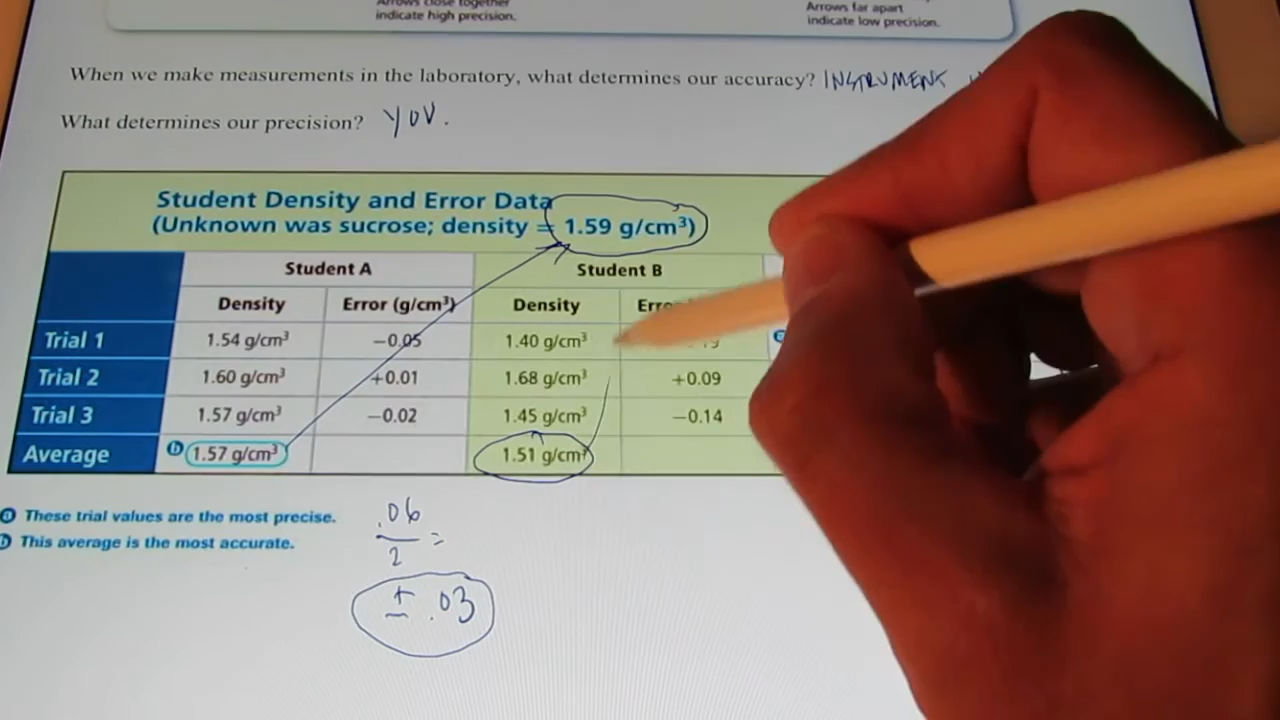 Arrows close together
indicate high precision.
Arrows far apart
indicate low precision.
When we make measurements in the laboratory, what determines our accuracy? INSTRUMENT
What determines our precision? YOU.
Student Density and Error Data
(Unknown was sucrose; density = 1.59 g/cm³)
Student A Student B
Density Error (g/cm³) Density
Trial 1 1.54 g/cm³ −0.05 1.40 g/cm³
Trial 2 1.60 g/cm³ +0.01 1.68 g/cm³ +0.09
Trial 3 1.57 g/cm³ −0.02 1.45 g/cm³ −0.14
Average b 1.57 g/cm³ 1.51 g/cm³
a These trial values are the most precise.
b This average is the most accurate.
.06
2 =
± .03